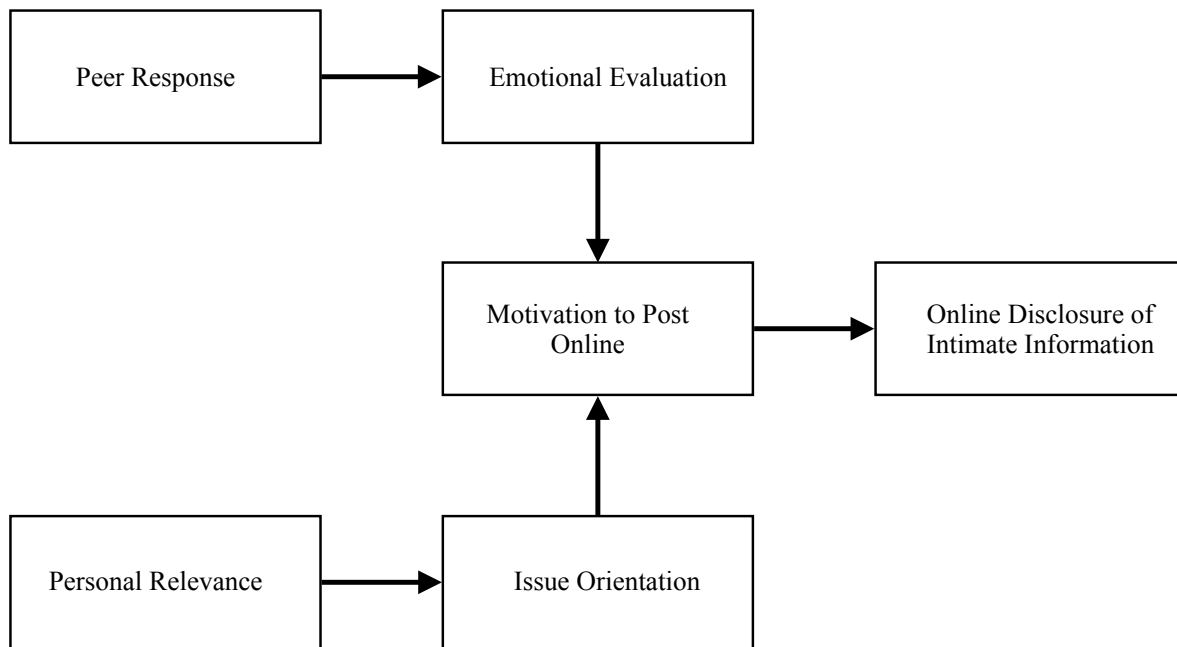 Peer Response
Emotional Evaluation
Motivation to Post
Online
Online Disclosure of
Intimate Information
Personal Relevance
Issue Orientation